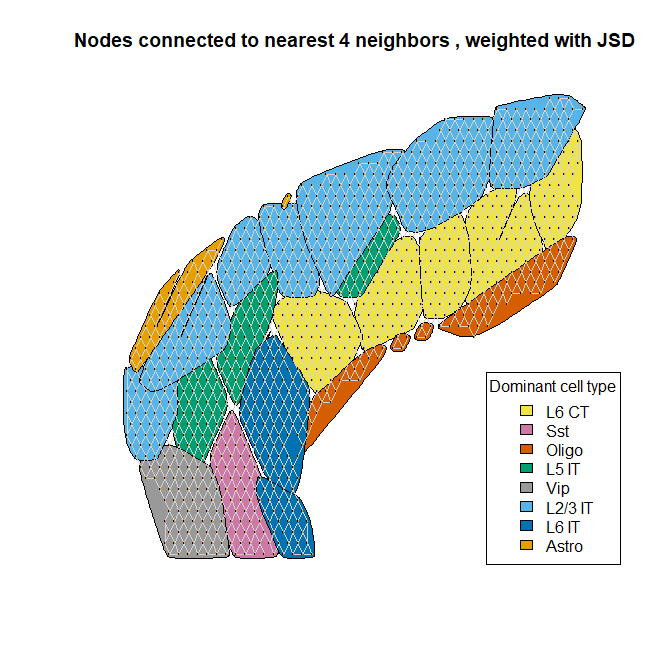 Nodes connected to nearest 4 neighbors , weighted with JSD
Dominant cell type
L6 CT
Sst
Oligo
L5 IT
Vip
L2/3 IT
L6 IT
Astro